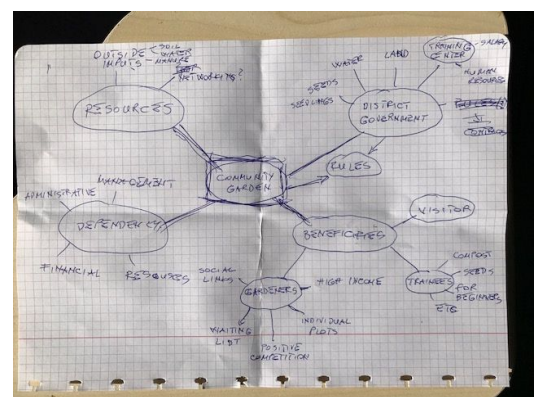 OUTSIDE
INPUTS
SOIL
WATER
MANURE
NETWORKING?
RESOURCES
WATER
LAND
TRAINING
CENTER
SALARY
HUMAN
RESOURCES
SEEDS
SEEDLINGS
DISTRICT
GOVERNMENT
RULES
COMMUNITY
GARDEN
MANAGEMENT
ADMINISTRATIVE
DEPENDENCY
FINANCIAL
RESOURCES
BENEFICIARIES
VISITOR
TRAINEES
COMPOST
SEEDS
FOR
BEGINNERS
ETC
SOCIAL
LINKS
GARDENERS
HIGH INCOME
WAITING
LIST
POSITIVE
COMPETITION
INDIVIDUAL
PLOTS